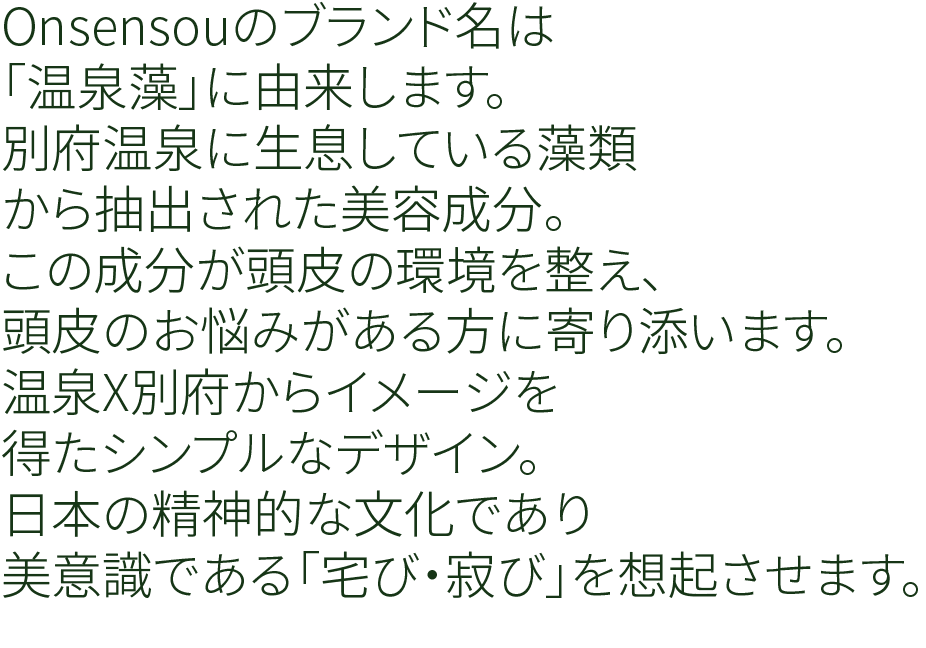 Onsensouのブランド名は
「温泉藻」に由来します。
別府温泉に生息している藻類
から抽出された美容成分。
この成分が頭皮の環境を整え、
頭皮のお悩みがある方に寄り添います。
温泉X別府からイメージを
得たシンプルなデザイン。
日本の精神的な文化であり
美意識である「宅び・寂び」を想起させます。